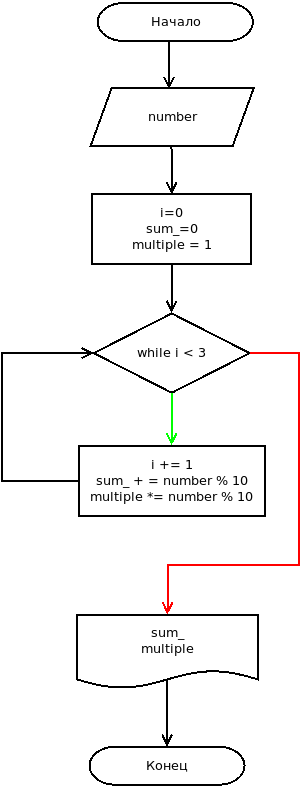 Начало
number
i=0
sum_=0
multiple = 1
while i < 3
i += 1
sum_ + = number % 10
multiple *= number % 10
sum_
multiple
Конец